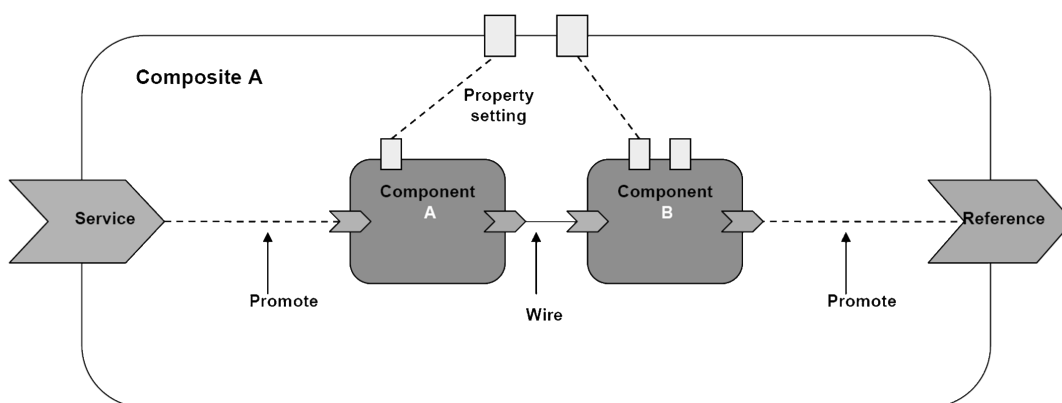 Composite A
Property
setting
Component
A
Component
B
Service
Reference
Promote
Wire
Promote